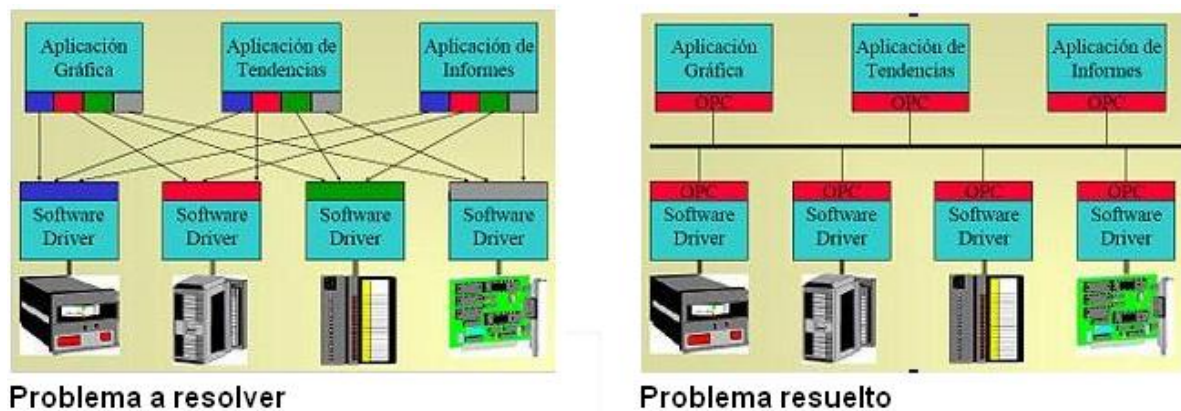 Aplicación
Gráfica
Aplicación de
Tendencias
Aplicación de
Informes
Software
Driver
Software
Driver
Software
Driver
Software
Driver
Problema a resolver
Aplicación
Gráfica
OPC
Aplicación de
Tendencias
OPC
Aplicación de
Informes
OPC
OPC
Software
Driver
OPC
Software
Driver
OPC
Software
Driver
OPC
Software
Driver
Problema resuelto